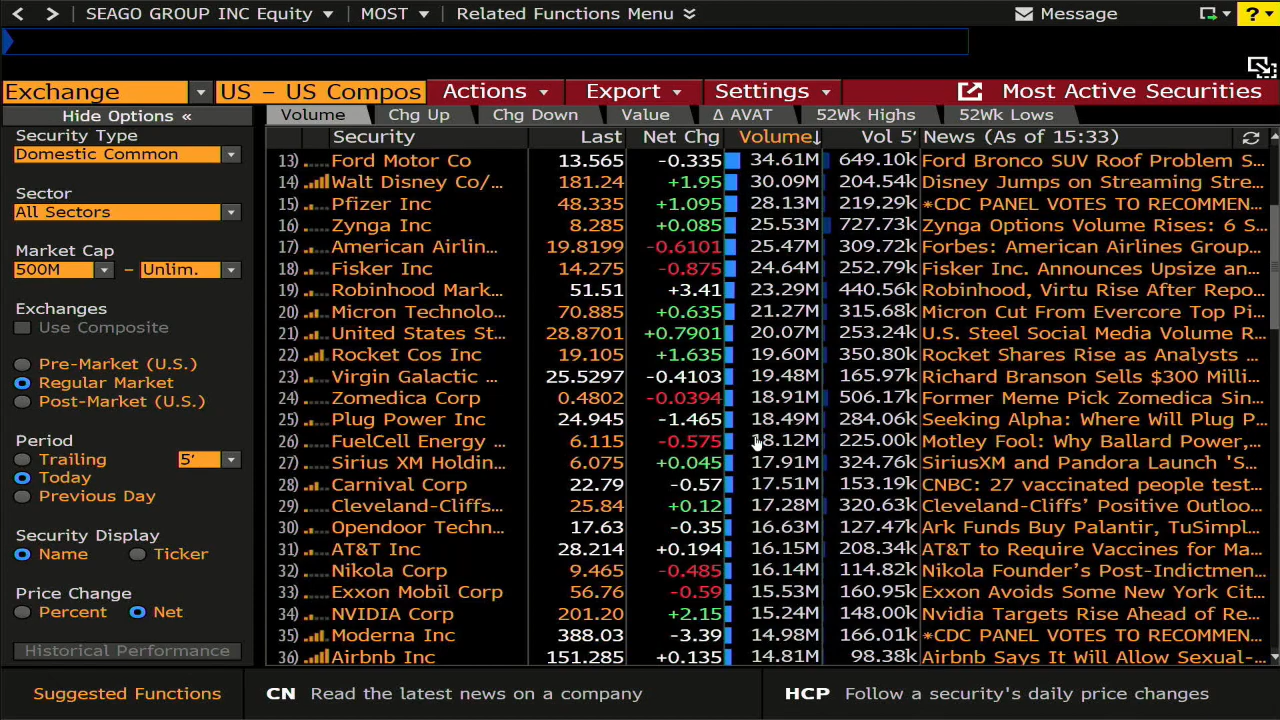 SEAGO GROUP INC Equity MOST Related Functions Menu Message ?
Exchange US – US Compos Actions Export Settings Most Active Securities
Hide Options « Volume Chg Up Chg Down Value Δ AVAT 52Wk Highs 52Wk Lows
Security Last Net Chg Volume↓ Vol 5' News (As of 15:33)
13) Ford Motor Co 13.565 -0.335 34.61M 649.10k Ford Bronco SUV Roof Problem S...
14) Walt Disney Co/... 181.24 +1.95 30.09M 204.54k Disney Jumps on Streaming Stre...
15) Pfizer Inc 48.335 +1.095 28.13M 219.29k *CDC PANEL VOTES TO RECOMMEN...
16) Zynga Inc 8.285 +0.085 25.53M 727.73k Zynga Options Volume Rises: 6 S...
17) American Airlin... 19.8199 -0.6101 25.47M 309.72k Forbes: American Airlines Group...
18) Fisker Inc 14.275 -0.875 24.64M 252.79k Fisker Inc. Announces Upsize an...
19) Robinhood Mark... 51.51 +3.41 23.29M 440.56k Robinhood, Virtu Rise After Repo...
20) Micron Technolo... 70.885 +0.635 21.27M 315.68k Micron Cut From Evercore Top Pi...
21) United States St... 28.8701 +0.7901 20.07M 253.24k U.S. Steel Social Media Volume R...
22) Rocket Cos Inc 19.105 +1.635 19.60M 350.80k Rocket Shares Rise as Analysts ...
23) Virgin Galactic ... 25.5297 -0.4103 19.48M 165.97k Richard Branson Sells $300 Milli...
24) Zomedica Corp 0.4802 -0.0394 18.91M 506.17k Former Meme Pick Zomedica Sin...
25) Plug Power Inc 24.945 -1.465 18.49M 284.06k Seeking Alpha: Where Will Plug P...
26) FuelCell Energy ... 6.115 -0.575 18.12M 225.00k Motley Fool: Why Ballard Power,...
27) Sirius XM Holdin... 6.075 +0.045 17.91M 324.76k SiriusXM and Pandora Launch 'S...
28) Carnival Corp 22.79 -0.57 17.51M 153.19k CNBC: 27 vaccinated people test...
29) Cleveland-Cliffs... 25.84 +0.12 17.28M 320.63k Cleveland-Cliffs' Positive Outloo...
30) Opendoor Techn... 17.63 -0.35 16.63M 127.47k Ark Funds Buy Palantir, TuSimpl...
31) AT&T Inc 28.214 +0.194 16.15M 208.34k AT&T to Require Vaccines for Ma...
32) Nikola Corp 9.465 -0.485 16.14M 114.82k Nikola Founder's Post-Indictmen...
33) Exxon Mobil Corp 56.76 -0.59 15.53M 160.95k Exxon Avoids Some New York Cit...
34) NVIDIA Corp 201.20 +2.15 15.24M 148.00k Nvidia Targets Rise Ahead of Re...
35) Moderna Inc 388.03 -3.39 14.98M 166.01k *CDC PANEL VOTES TO RECOMMEN...
36) Airbnb Inc 151.285 +0.135 14.81M 98.38k Airbnb Says It Will Allow Sexual-...
Security Type
Domestic Common
Sector
All Sectors
Market Cap
500M – Unlim.
Exchanges
Use Composite
Pre-Market (U.S.)
Regular Market
Post-Market (U.S.)
Period
Trailing 5'
Today
Previous Day
Security Display
Name Ticker
Price Change
Percent Net
Historical Performance
Suggested Functions CN Read the latest news on a company HCP Follow a security's daily price changes